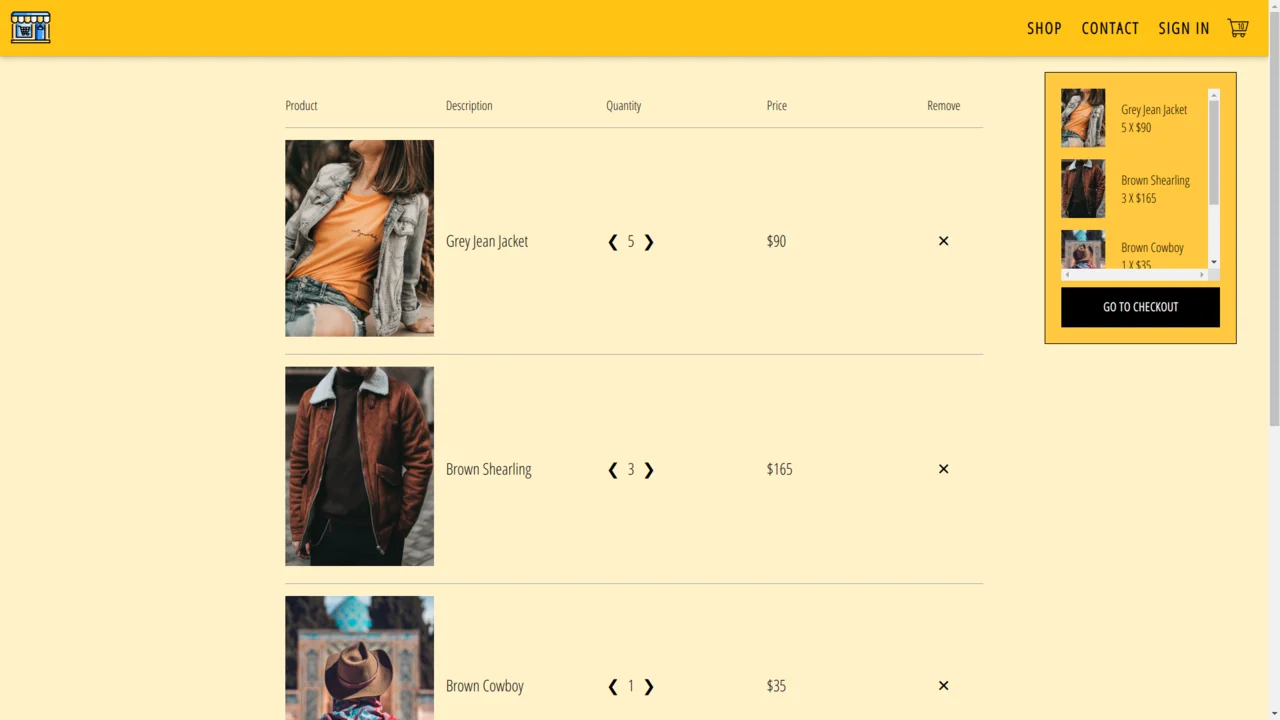 SHOP CONTACT SIGN IN 10
Product Description Quantity Price Remove
Grey Jean Jacket ❮ 5 ❯ $90 ✕
Brown Shearling ❮ 3 ❯ $165 ✕
Brown Cowboy ❮ 1 ❯ $35 ✕
Grey Jean Jacket
5 X $90
Brown Shearling
3 X $165
Brown Cowboy
1 X $35
GO TO CHECKOUT